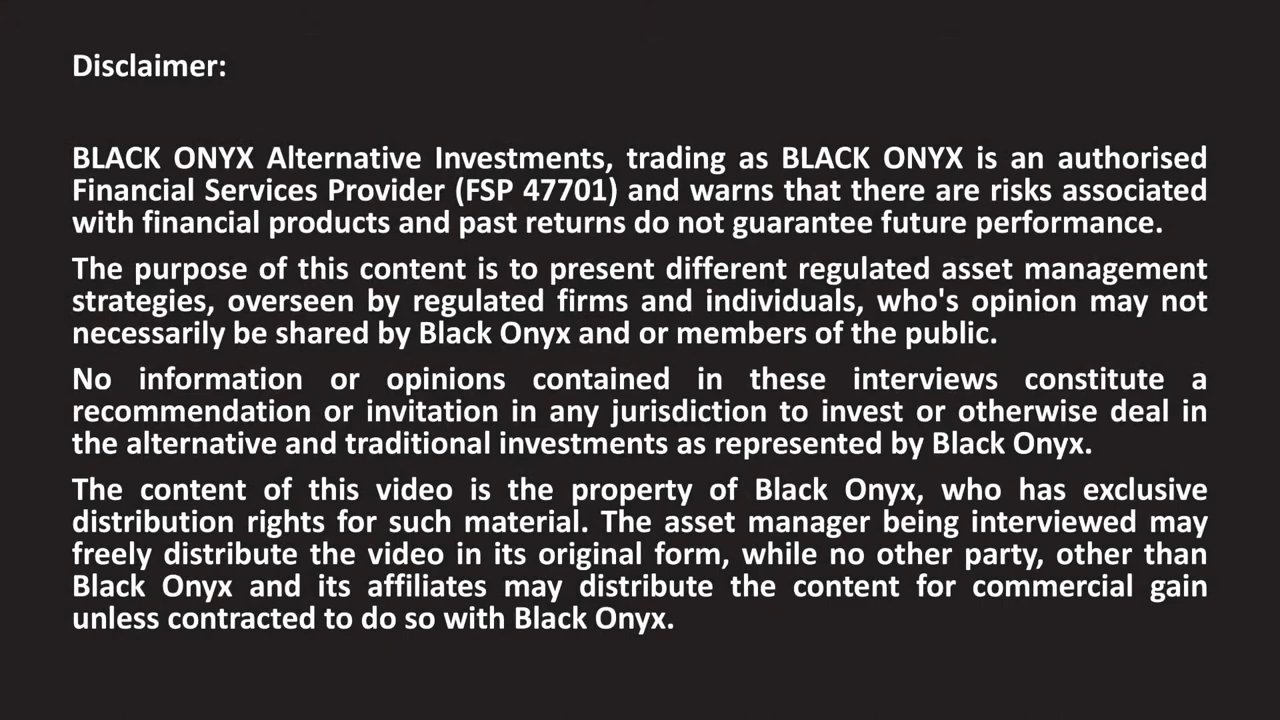 Disclaimer:
BLACK ONYX Alternative Investments, trading as BLACK ONYX is an authorised
Financial Services Provider (FSP 47701) and warns that there are risks associated
with financial products and past returns do not guarantee future performance.
The purpose of this content is to present different regulated asset management
strategies, overseen by regulated firms and individuals, who's opinion may not
necessarily be shared by Black Onyx and or members of the public.
No information or opinions contained in these interviews constitute a
recommendation or invitation in any jurisdiction to invest or otherwise deal in
the alternative and traditional investments as represented by Black Onyx.
The content of this video is the property of Black Onyx, who has exclusive
distribution rights for such material. The asset manager being interviewed may
freely distribute the video in its original form, while no other party, other than
Black Onyx and its affiliates may distribute the content for commercial gain
unless contracted to do so with Black Onyx.